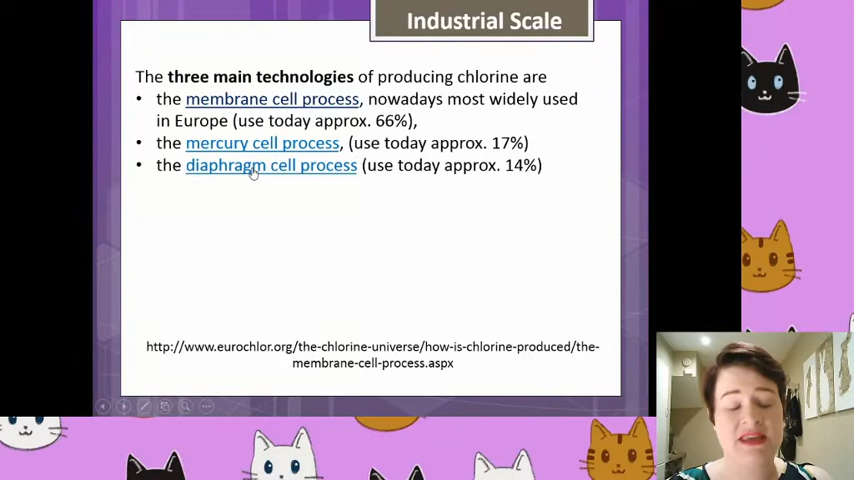 Industrial Scale
The three main technologies of producing chlorine are
• the membrane cell process, nowadays most widely used
in Europe (use today approx. 66%),
• the mercury cell process, (use today approx. 17%)
• the diaphragm cell process (use today approx. 14%)
http://www.eurochlor.org/the-chlorine-universe/how-is-chlorine-produced/the-
membrane-cell-process.aspx